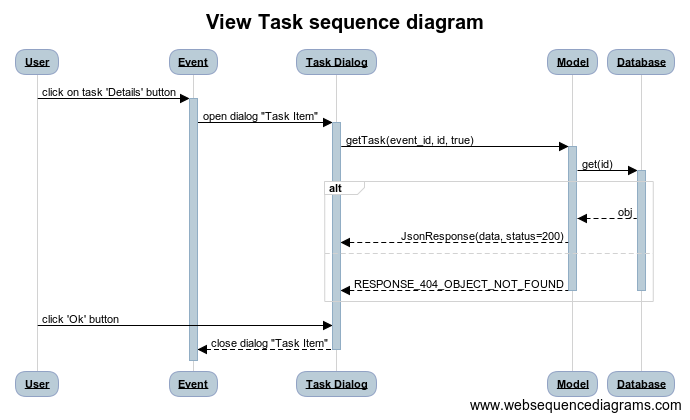 View Task sequence diagram
User Event Task Dialog Model Database
click on task 'Details' button
open dialog "Task Item"
getTask(event_id, id, true)
get(id)
alt
obj
JsonResponse(data, status=200)
RESPONSE_404_OBJECT_NOT_FOUND
click 'Ok' button
close dialog "Task Item"
User Event Task Dialog Model Database
www.websequencediagrams.com